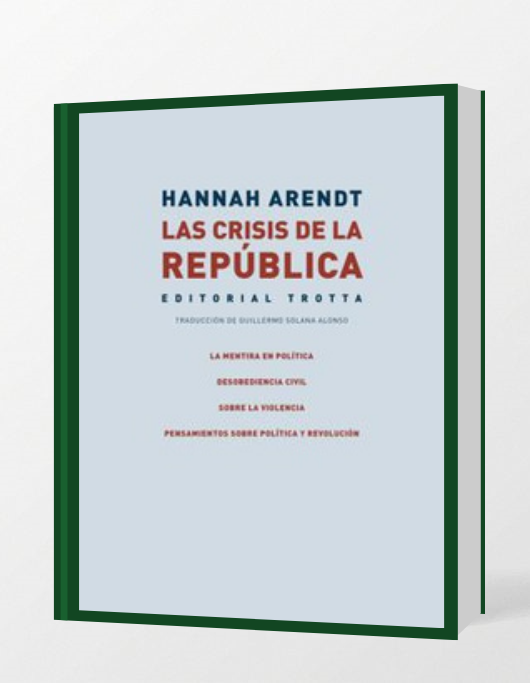 HANNAH ARENDT
LAS CRISIS DE LA
REPÚBLICA
EDITORIAL TROTTA
TRADUCCIÓN DE GUILLERMO SOLANA ALONSO
LA MENTIRA EN POLÍTICA
DESOBEDIENCIA CIVIL
SOBRE LA VIOLENCIA
PENSAMIENTOS SOBRE POLÍTICA Y REVOLUCIÓN